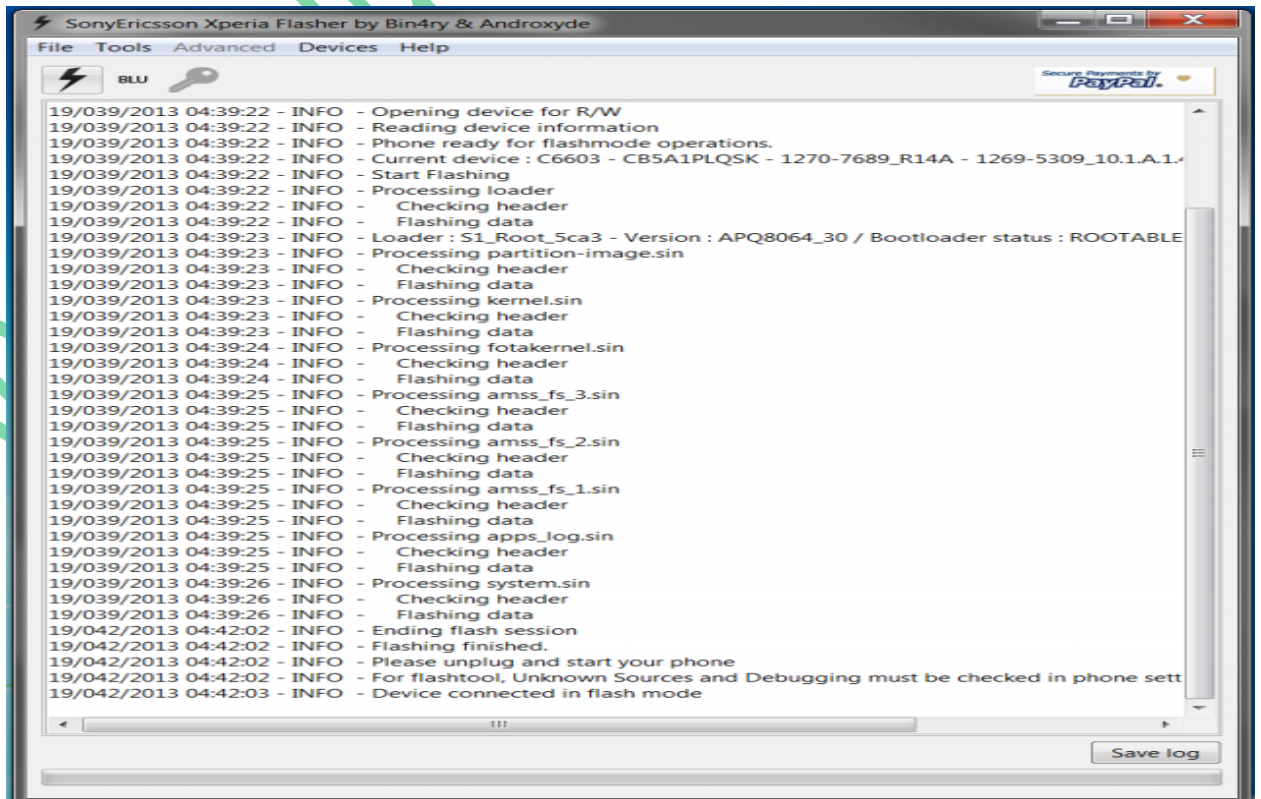 SonyEricsson Xperia Flasher by Bin4ry & Androxyde
File Tools Advanced Devices Help
BLU
Secure Payments by
PayPal.
19/039/2013 04:39:22 - INFO - Opening device for R/W
19/039/2013 04:39:22 - INFO - Reading device information
19/039/2013 04:39:22 - INFO - Phone ready for flashmode operations.
19/039/2013 04:39:22 - INFO - Current device : C6603 - CB5A1PLQSK - 1270-7689_R14A - 1269-5309_10.1.A.1.4
19/039/2013 04:39:22 - INFO - Start Flashing
19/039/2013 04:39:22 - INFO - Processing loader
19/039/2013 04:39:22 - INFO - Checking header
19/039/2013 04:39:22 - INFO - Flashing data
19/039/2013 04:39:23 - INFO - Loader : S1_Root_5ca3 - Version : APQ8064_30 / Bootloader status : ROOTABLE
19/039/2013 04:39:23 - INFO - Processing partition-image.sin
19/039/2013 04:39:23 - INFO - Checking header
19/039/2013 04:39:23 - INFO - Flashing data
19/039/2013 04:39:23 - INFO - Processing kernel.sin
19/039/2013 04:39:23 - INFO - Checking header
19/039/2013 04:39:23 - INFO - Flashing data
19/039/2013 04:39:24 - INFO - Processing fotakernel.sin
19/039/2013 04:39:24 - INFO - Checking header
19/039/2013 04:39:24 - INFO - Flashing data
19/039/2013 04:39:25 - INFO - Processing amss_fs_3.sin
19/039/2013 04:39:25 - INFO - Checking header
19/039/2013 04:39:25 - INFO - Flashing data
19/039/2013 04:39:25 - INFO - Processing amss_fs_2.sin
19/039/2013 04:39:25 - INFO - Checking header
19/039/2013 04:39:25 - INFO - Flashing data
19/039/2013 04:39:25 - INFO - Processing amss_fs_1.sin
19/039/2013 04:39:25 - INFO - Checking header
19/039/2013 04:39:25 - INFO - Flashing data
19/039/2013 04:39:25 - INFO - Processing apps_log.sin
19/039/2013 04:39:25 - INFO - Checking header
19/039/2013 04:39:25 - INFO - Flashing data
19/039/2013 04:39:26 - INFO - Processing system.sin
19/039/2013 04:39:26 - INFO - Checking header
19/039/2013 04:39:26 - INFO - Flashing data
19/042/2013 04:42:02 - INFO - Ending flash session
19/042/2013 04:42:02 - INFO - Flashing finished.
19/042/2013 04:42:02 - INFO - Please unplug and start your phone
19/042/2013 04:42:02 - INFO - For flashtool, Unknown Sources and Debugging must be checked in phone sett
19/042/2013 04:42:03 - INFO - Device connected in flash mode
Save log